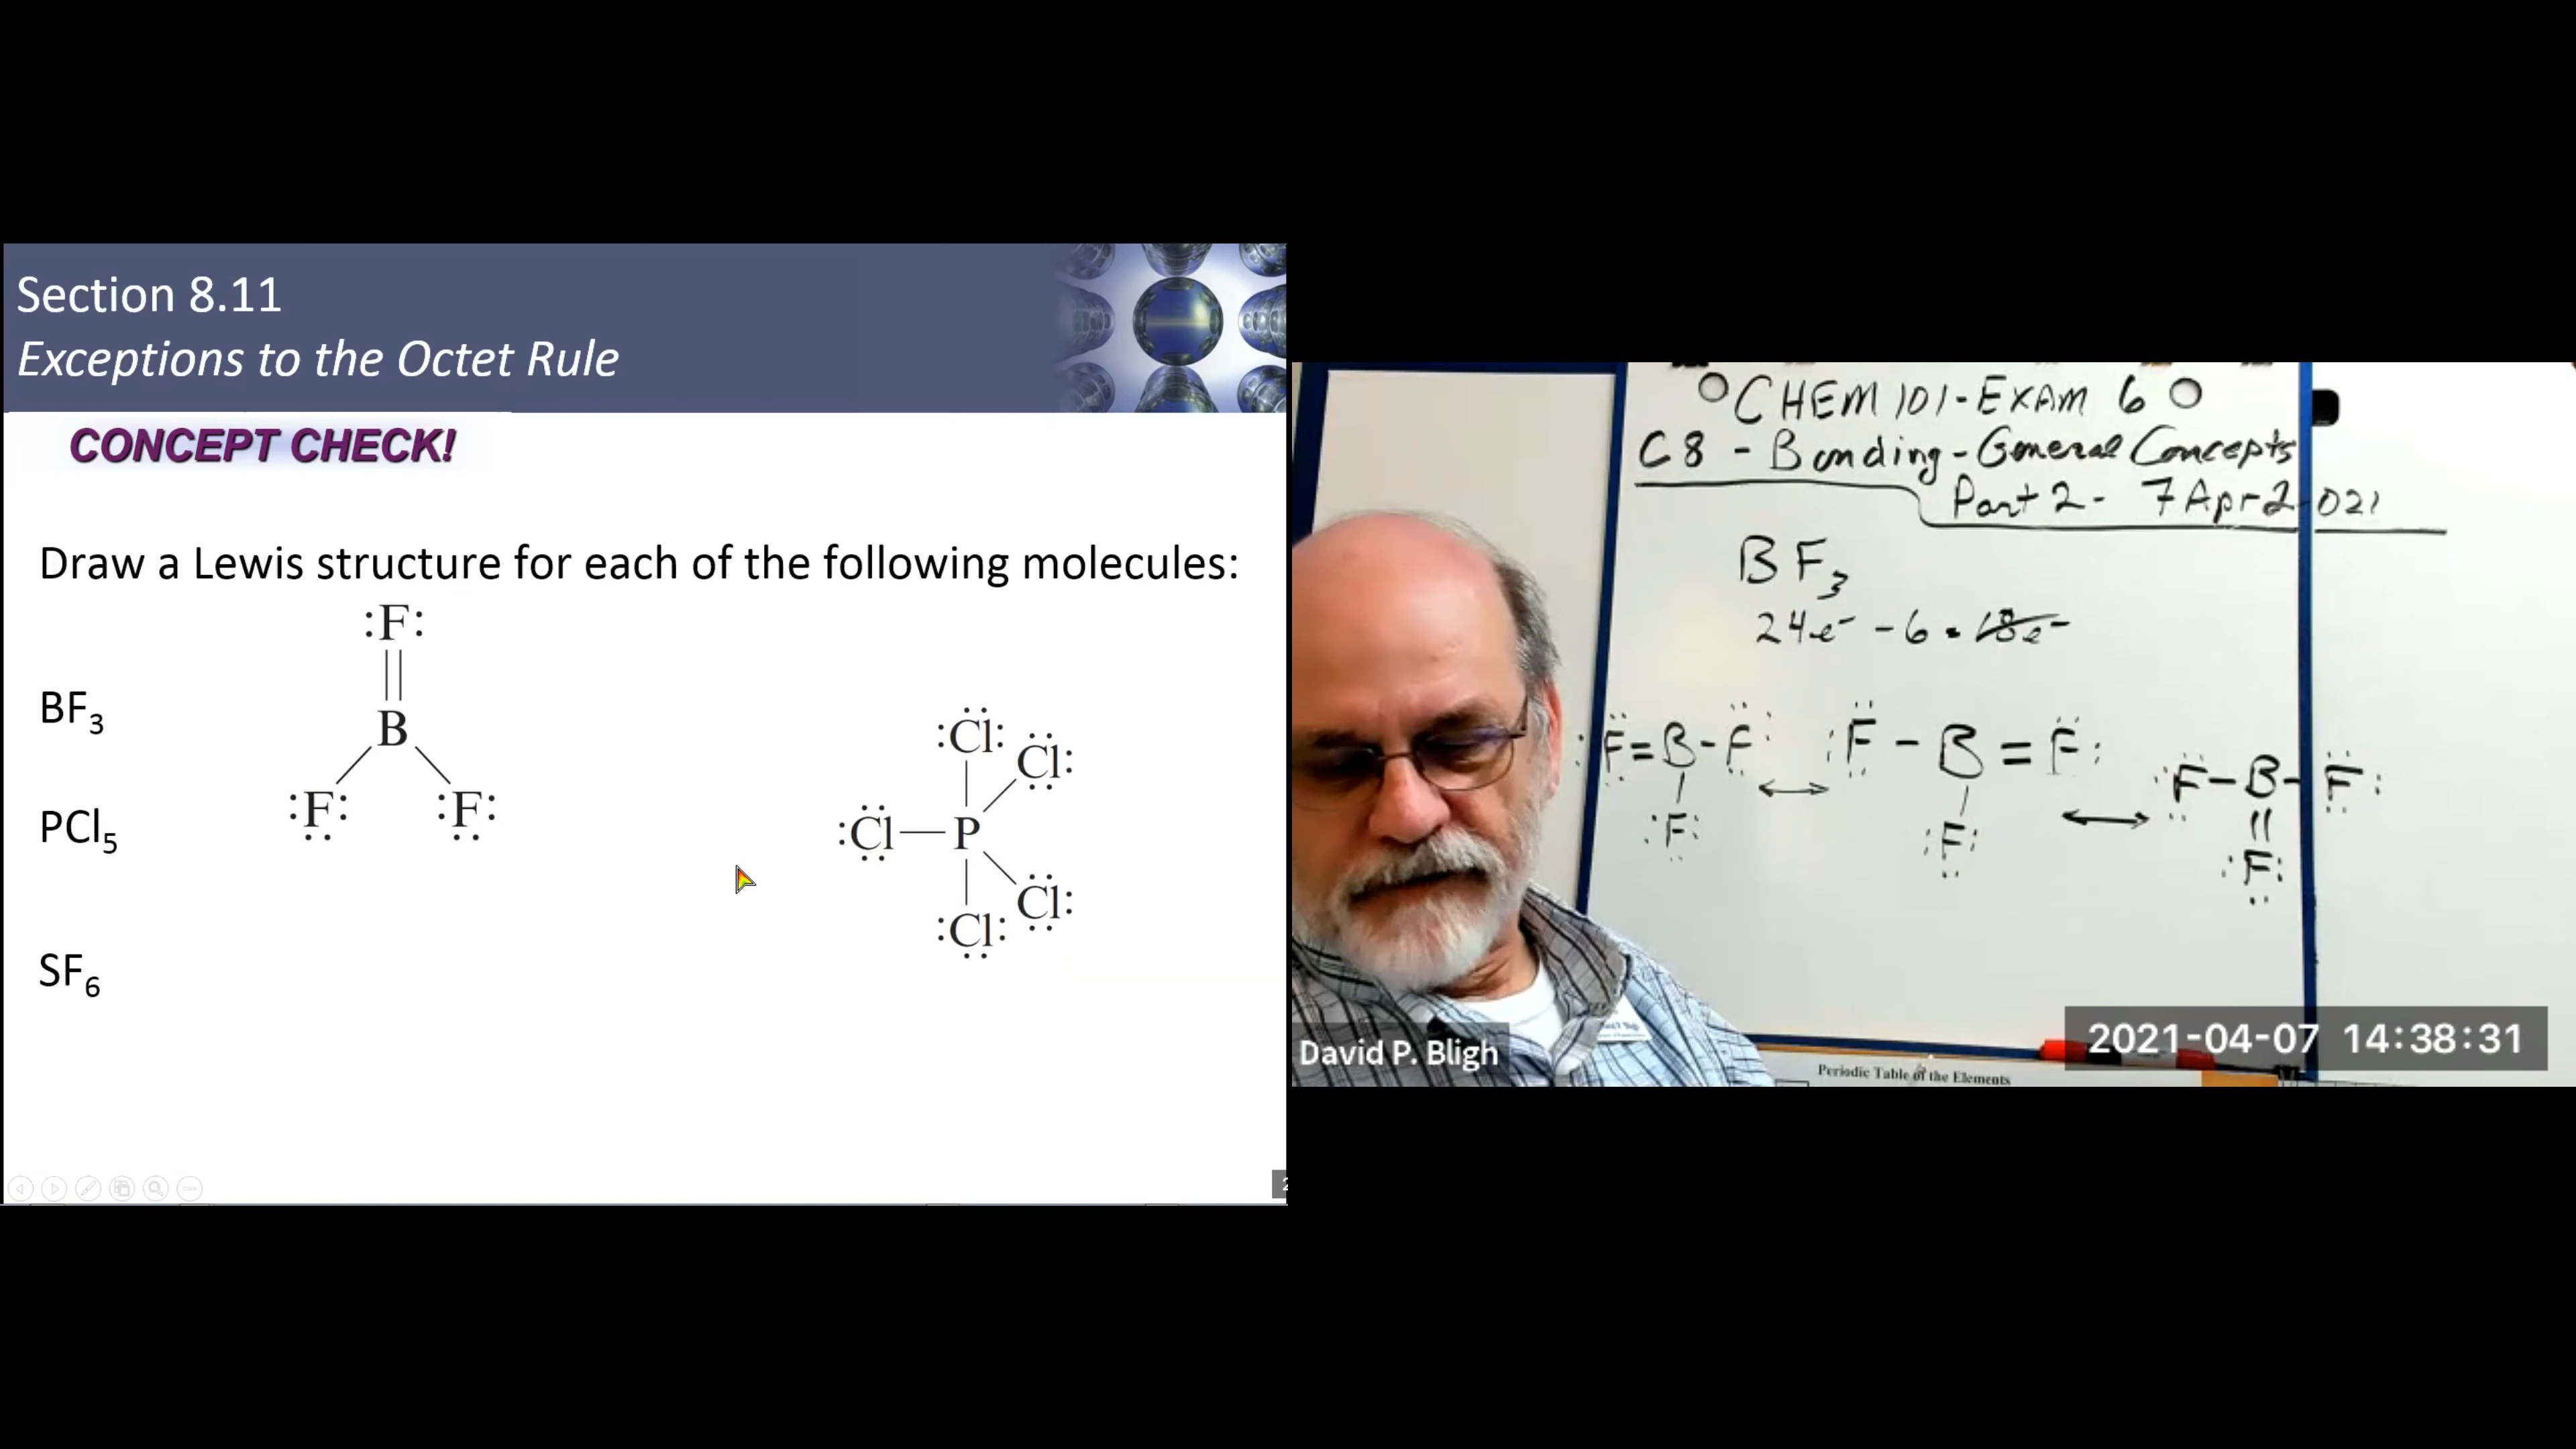 Section 8.11
Exceptions to the Octet Rule
CONCEPT CHECK!
Draw a Lewis structure for each of the following molecules:
:F:
B
:F: :F:
BF3
PCl5
SF6
:Cl:
Cl:
:Cl—P
Cl:
:Cl:
2
CHEM 101-EXAM 6
C8 - Bonding - General Concepts
Part 2 - 7 Apr 2021
BF3
24e- -6 = 18e-
:F=B-F: ↔ :F-B=F: ↔ :F-B-F:
:F: :F: :F:
David P. Bligh
2021-04-07 14:38:31
Periodic Table of the Elements